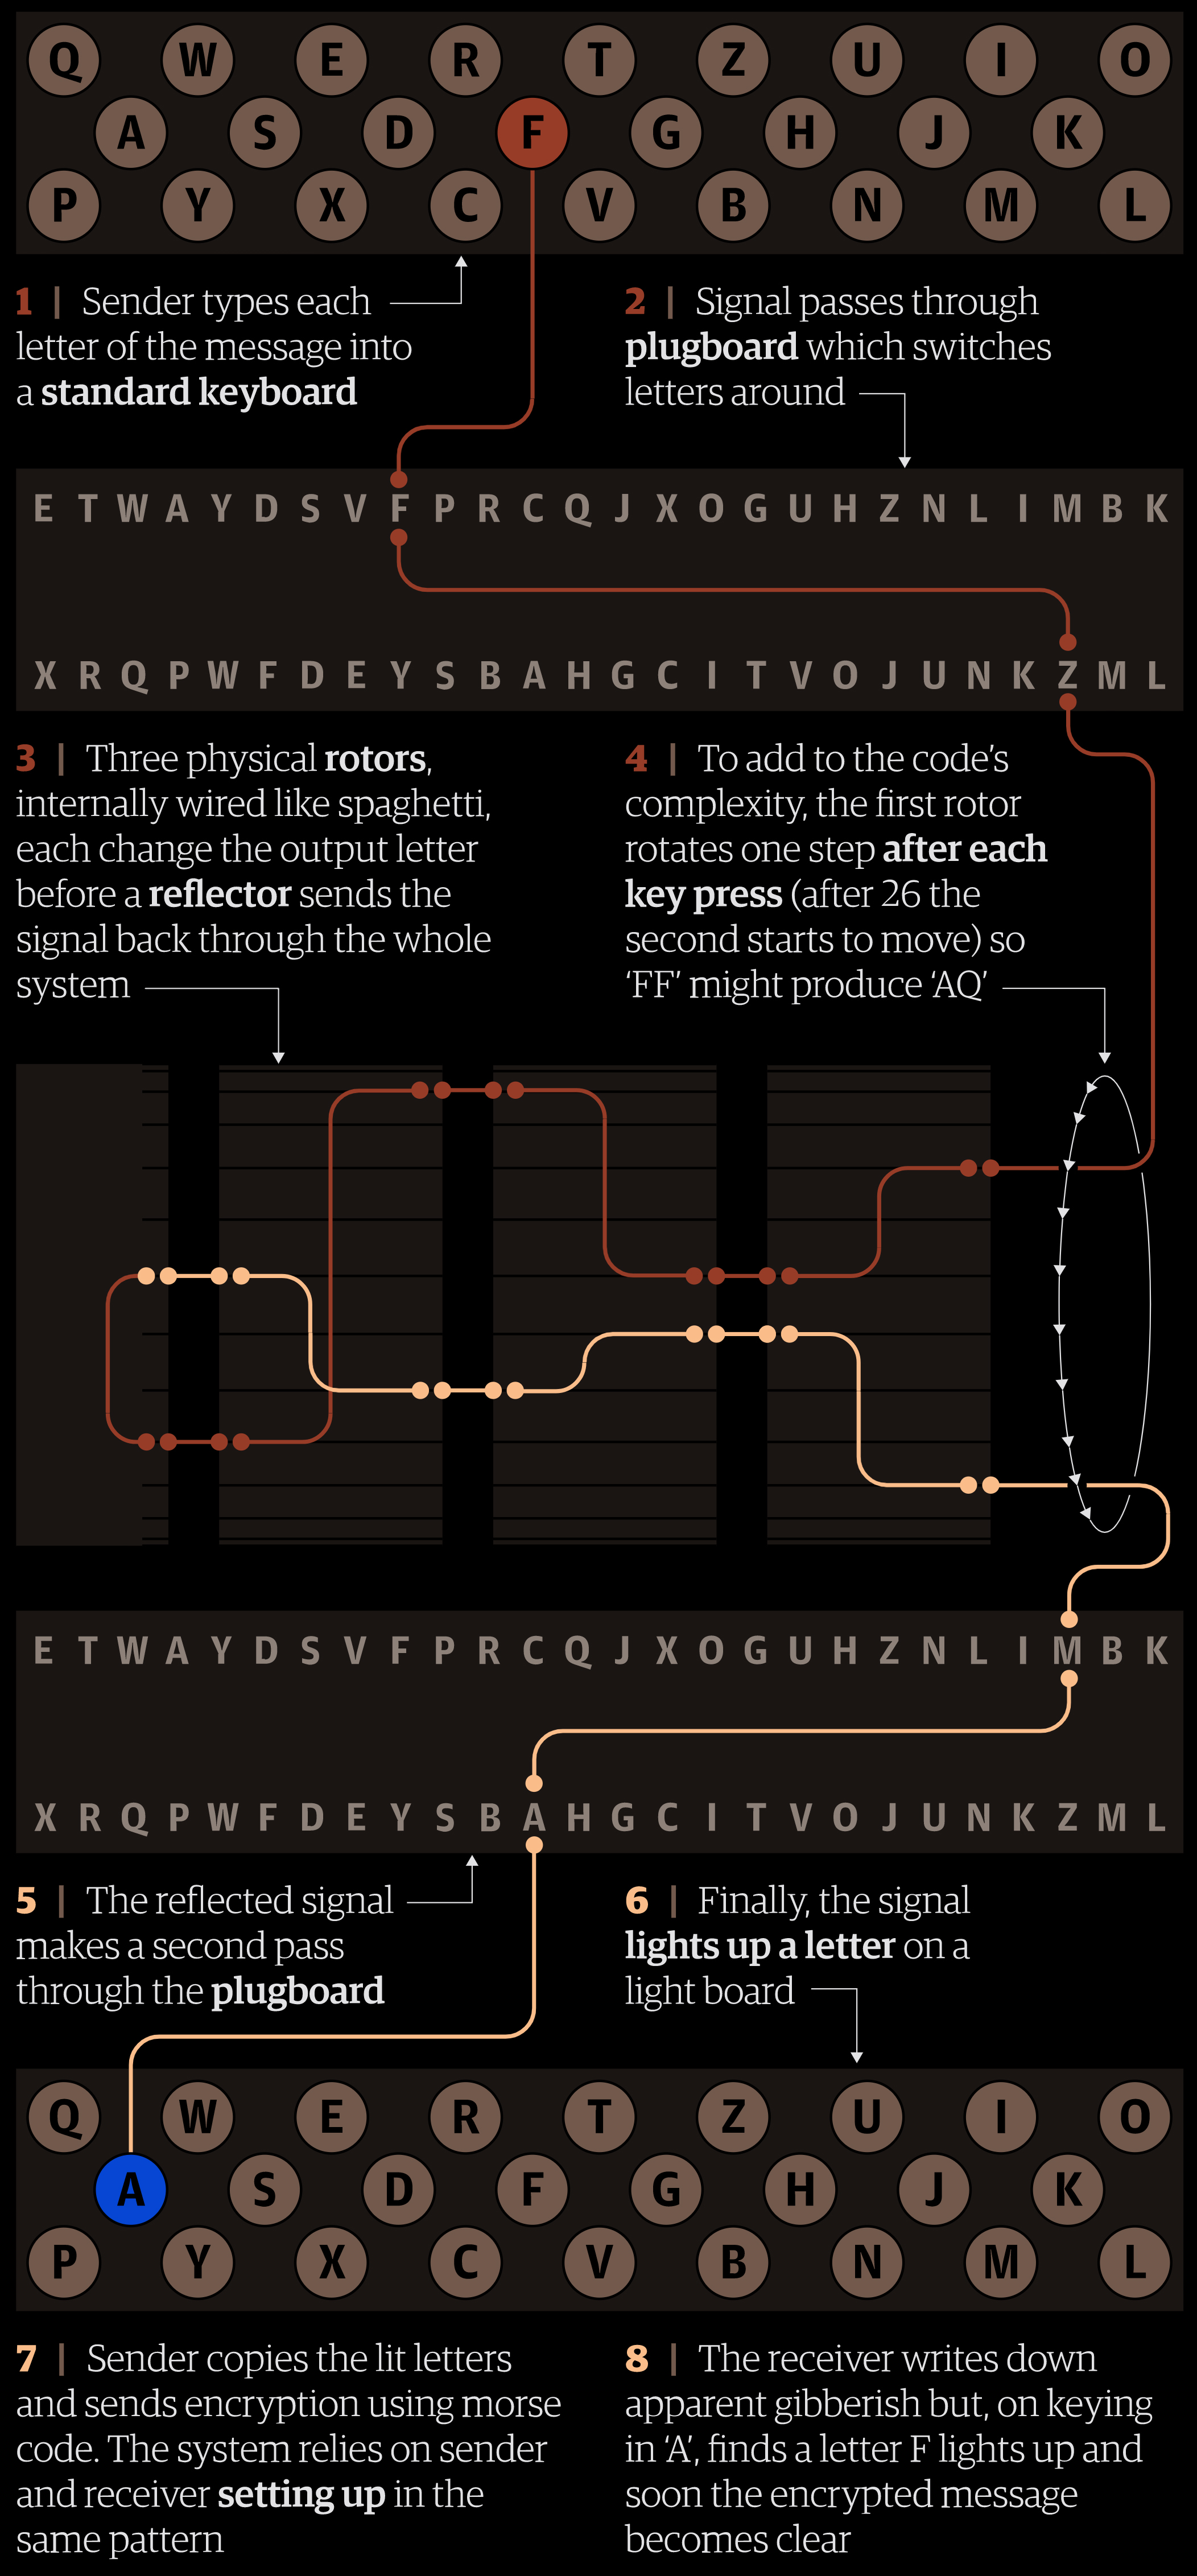 Q W E R T Z U I O
A S D F G H J K
P Y X C V B N M L
1 | Sender types each
letter of the message into
a standard keyboard
2 | Signal passes through
plugboard which switches
letters around
E T W A Y D S V F P R C Q J X O G U H Z N L I M B K
X R Q P W F D E Y S B A H G C I T V O J U N K Z M L
3 | Three physical rotors,
internally wired like spaghetti,
each change the output letter
before a reflector sends the
signal back through the whole
system
4 | To add to the code’s
complexity, the first rotor
rotates one step after each
key press (after 26 the
second starts to move) so
‘FF’ might produce ‘AQ’
E T W A Y D S V F P R C Q J X O G U H Z N L I M B K
X R Q P W F D E Y S B A H G C I T V O J U N K Z M L
5 | The reflected signal
makes a second pass
through the plugboard
6 | Finally, the signal
lights up a letter on a
light board
Q W E R T Z U I O
A S D F G H J K
P Y X C V B N M L
7 | Sender copies the lit letters
and sends encryption using morse
code. The system relies on sender
and receiver setting up in the
same pattern
8 | The receiver writes down
apparent gibberish but, on keying
in ‘A’, finds a letter F lights up and
soon the encrypted message
becomes clear